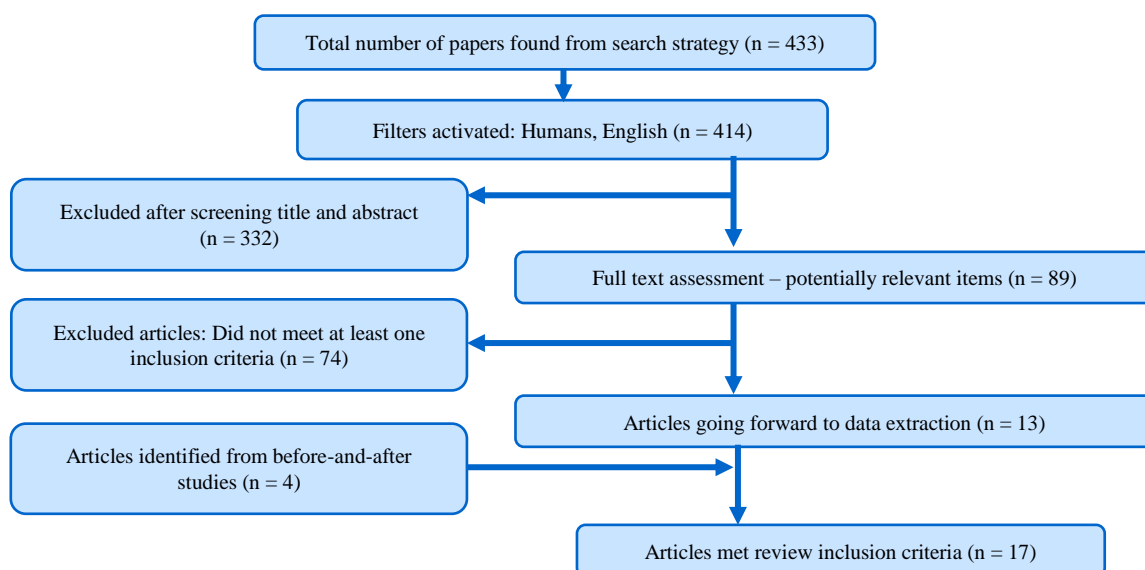 Total number of papers found from search strategy (n = 433)
Filters activated: Humans, English (n = 414)
Excluded after screening title and abstract
(n = 332)
Full text assessment – potentially relevant items (n = 89)
Excluded articles: Did not meet at least one
inclusion criteria (n = 74)
Articles going forward to data extraction (n = 13)
Articles identified from before-and-after
studies (n = 4)
Articles met review inclusion criteria (n = 17)